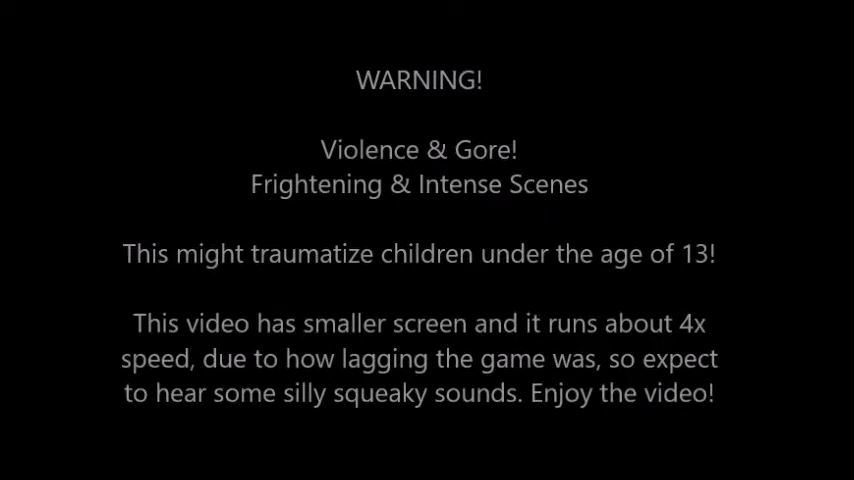 WARNING!
Violence & Gore!
Frightening & Intense Scenes
This might traumatize children under the age of 13!
This video has smaller screen and it runs about 4x
speed, due to how lagging the game was, so expect
to hear some silly squeaky sounds. Enjoy the video!